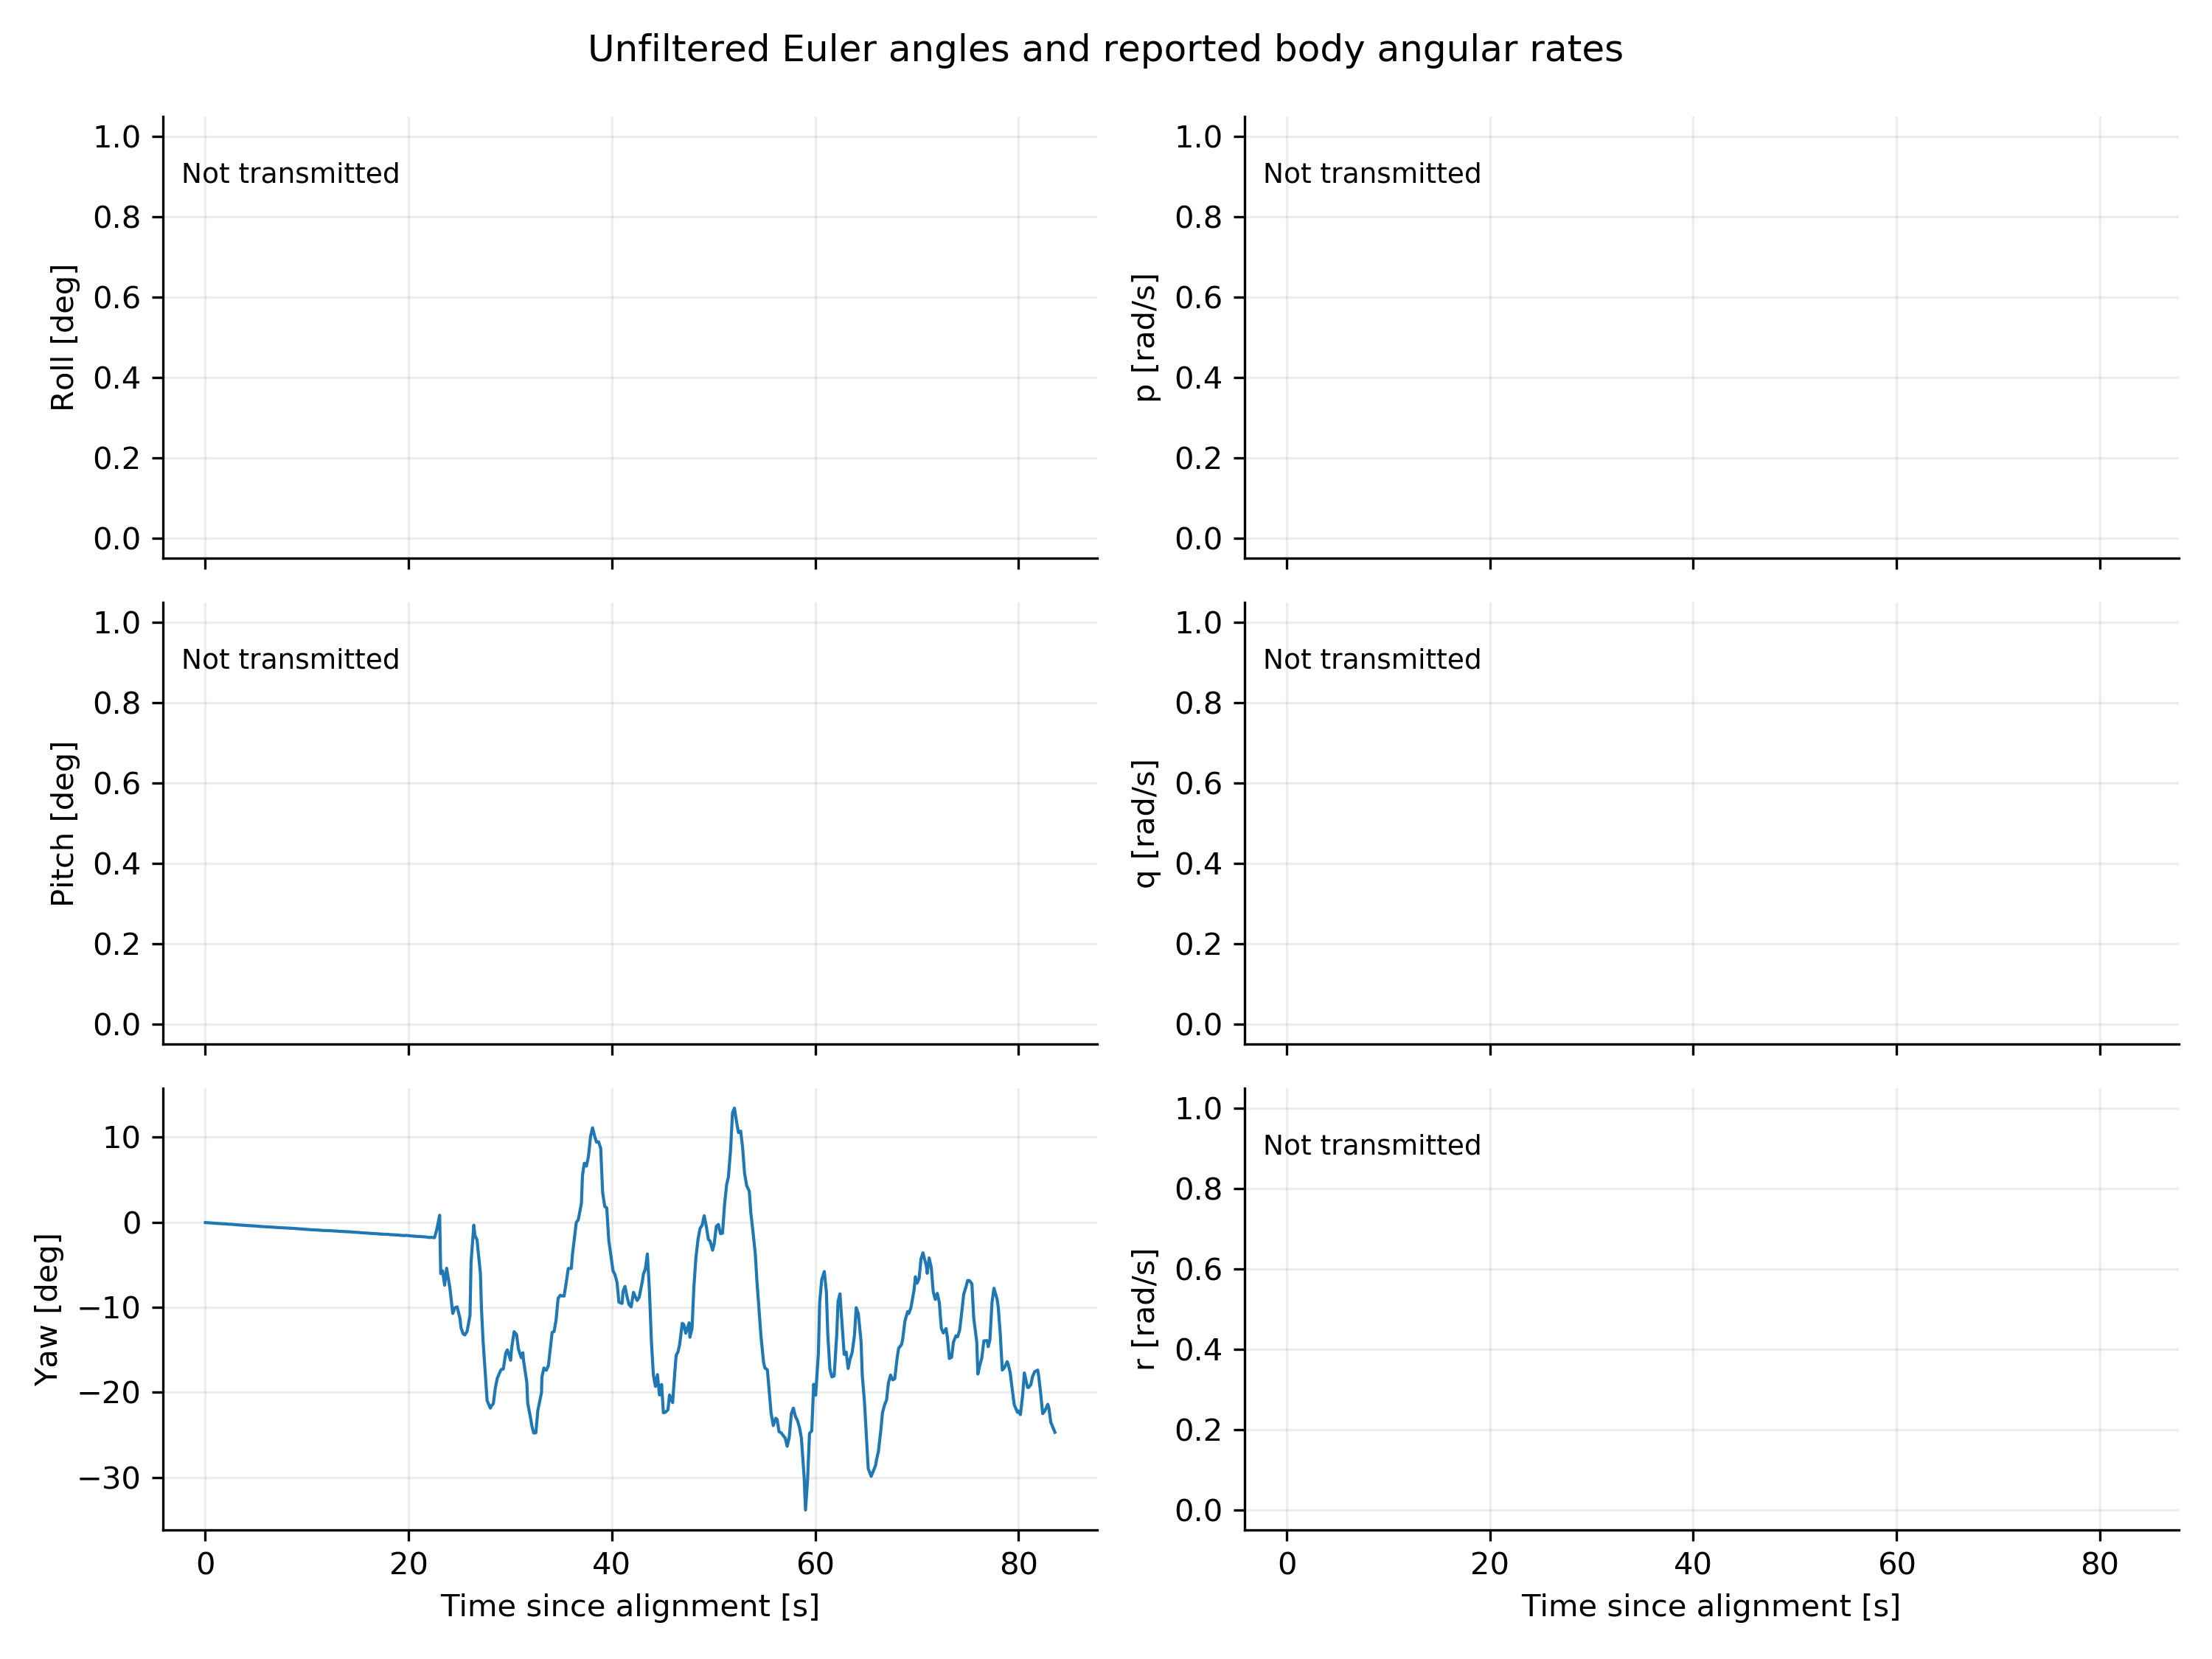 Unfiltered Euler angles and reported body angular rates
1.0
Not transmitted
0.8
0.6
0.4
0.2
0.0
Roll [deg]
1.0
Not transmitted
0.8
0.6
0.4
0.2
0.0
p [rad/s]
1.0
Not transmitted
0.8
0.6
0.4
0.2
0.0
Pitch [deg]
1.0
Not transmitted
0.8
0.6
0.4
0.2
0.0
q [rad/s]
10
0
−10
−20
−30
Yaw [deg]
0 20 40 60 80
Time since alignment [s]
1.0
Not transmitted
0.8
0.6
0.4
0.2
0.0
r [rad/s]
0 20 40 60 80
Time since alignment [s]